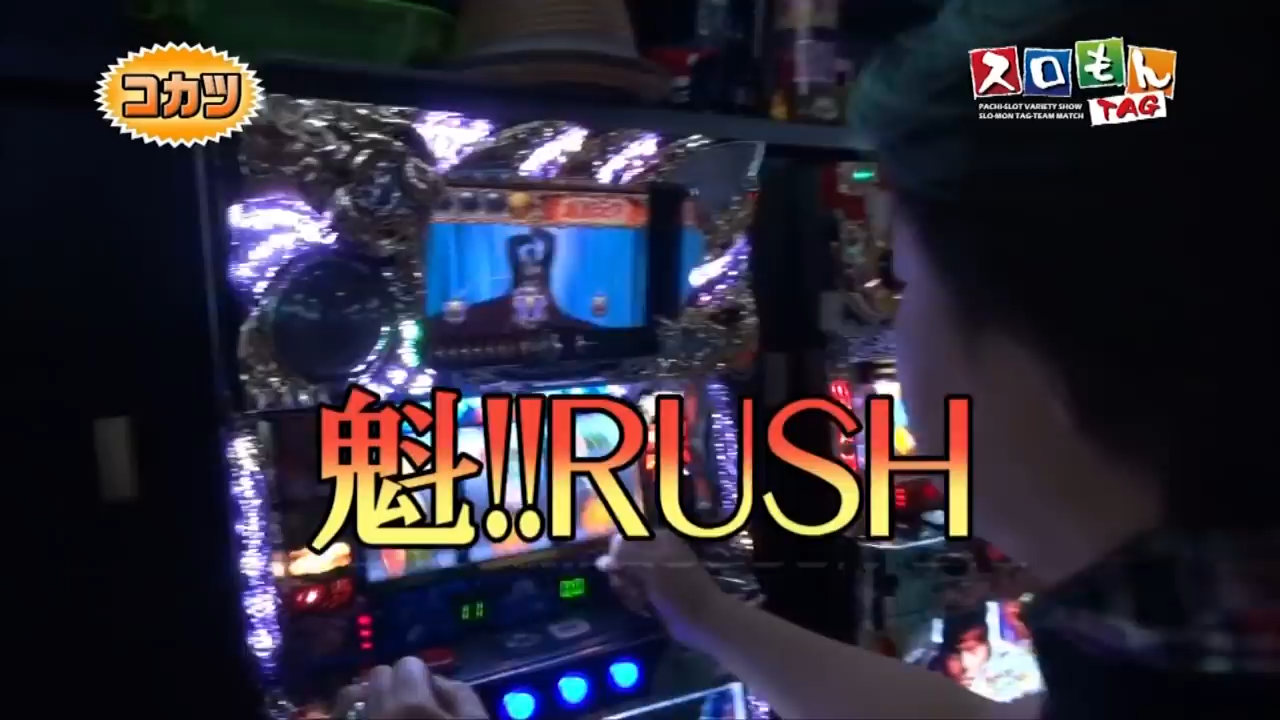 コカツ
スロもん
PACHI-SLOT VARIETY SHOW
SLO-MON TAG-TEAM MATCH
TAG
魁!!RUSH